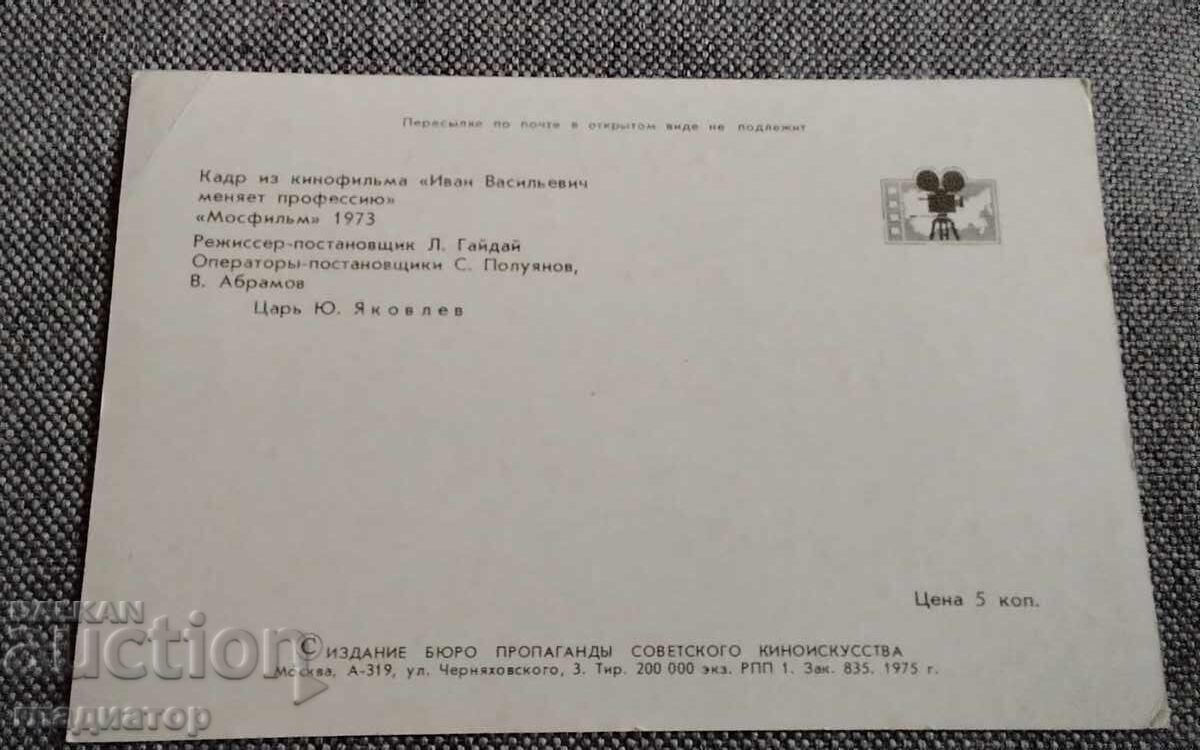 Пересылке по почте в открытом виде не подлежит
Кадр из кинофильма «Иван Васильевич
меняет профессию»
«Мосфильм» 1973
Режиссер-постановщик Л. Гайдай
Операторы-постановщики С. Полуянов,
В. Абрамов
Царь Ю. Яковлев
Цена 5 коп.
© ИЗДАНИЕ БЮРО ПРОПАГАНДЫ СОВЕТСКОГО КИНОИСКУССТВА
Москва, А-319, ул. Черняховского, 3. Тир. 200 000 экз. РПП 1. Зак. 835. 1975 г.
BALKAN
auction
гладиатор